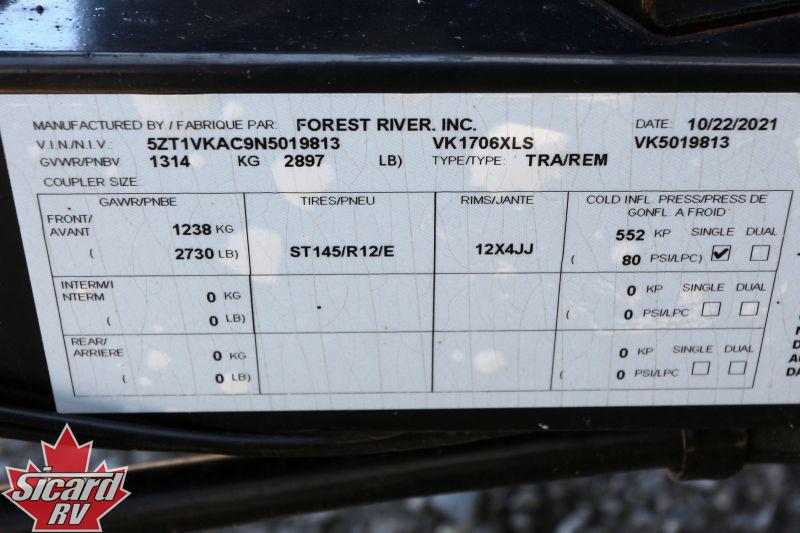 MANUFACTURED BY / FABRIQUE PAR: FOREST RIVER. INC. DATE: 10/22/2021
V.I.N./N.I.V.: 5ZT1VKAC9N5019813 VK1706XLS VK5019813
GVWR/PNBV 1314 KG 2897 LB) TYPE/TYPE: TRA/REM
COUPLER SIZE:
GAWR/PNBE TIRES/PNEU RIMS/JANTE COLD INFL. PRESS/PRESS DE
GONFL. A FROID
FRONT/
AVANT 1238 KG 552 KP SINGLE DUAL
( 2730 LB) ST145/R12/E 12X4JJ ( 80 PSI/LPC)
INTERM/I
NTERM 0 KG 0 KP SINGLE DUAL
( 0 LB) ( 0 PSI/LPC
REAR/
ARRIERE 0 KG 0 KP SINGLE DUAL
( 0 LB) ( 0 PSI/LPC
Sicard
RV